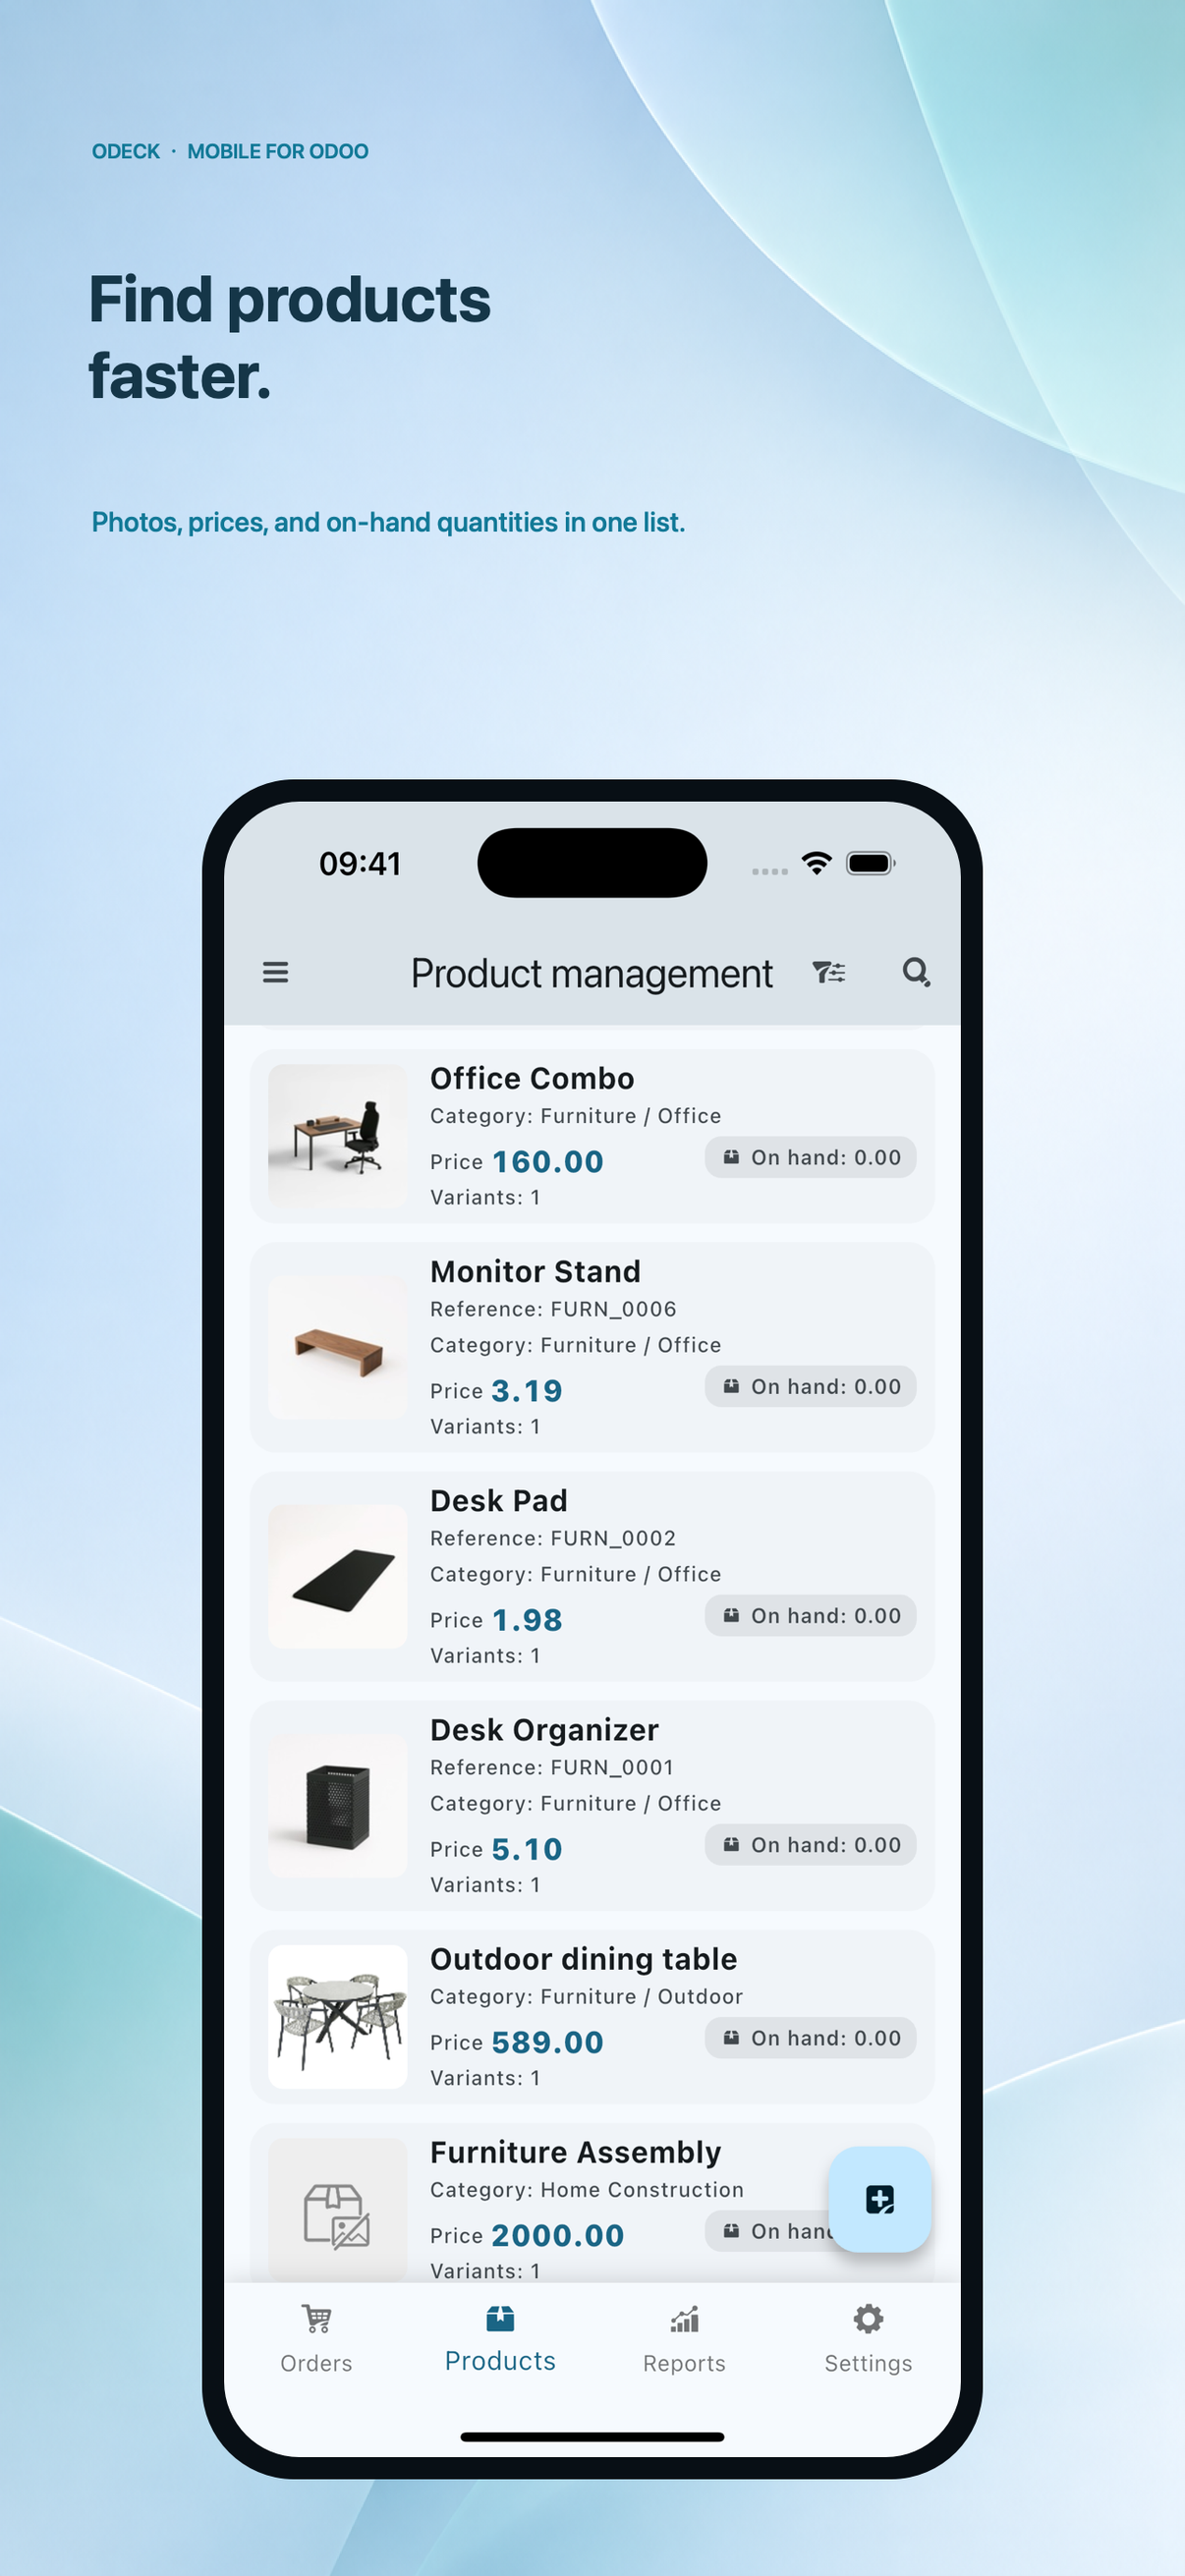 ODECK · MOBILE FOR ODOO
Find products
faster.
Photos, prices, and on-hand quantities in one list.
09:41
Product management
Office Combo
Category: Furniture / Office
Price 160.00
On hand: 0.00
Variants: 1
Monitor Stand
Reference: FURN_0006
Category: Furniture / Office
Price 3.19
On hand: 0.00
Variants: 1
Desk Pad
Reference: FURN_0002
Category: Furniture / Office
Price 1.98
On hand: 0.00
Variants: 1
Desk Organizer
Reference: FURN_0001
Category: Furniture / Office
Price 5.10
On hand: 0.00
Variants: 1
Outdoor dining table
Category: Furniture / Outdoor
Price 589.00
On hand: 0.00
Variants: 1
Furniture Assembly
Category: Home Construction
Price 2000.00
On
Variants: 1
Orders
Products
Reports
Settings